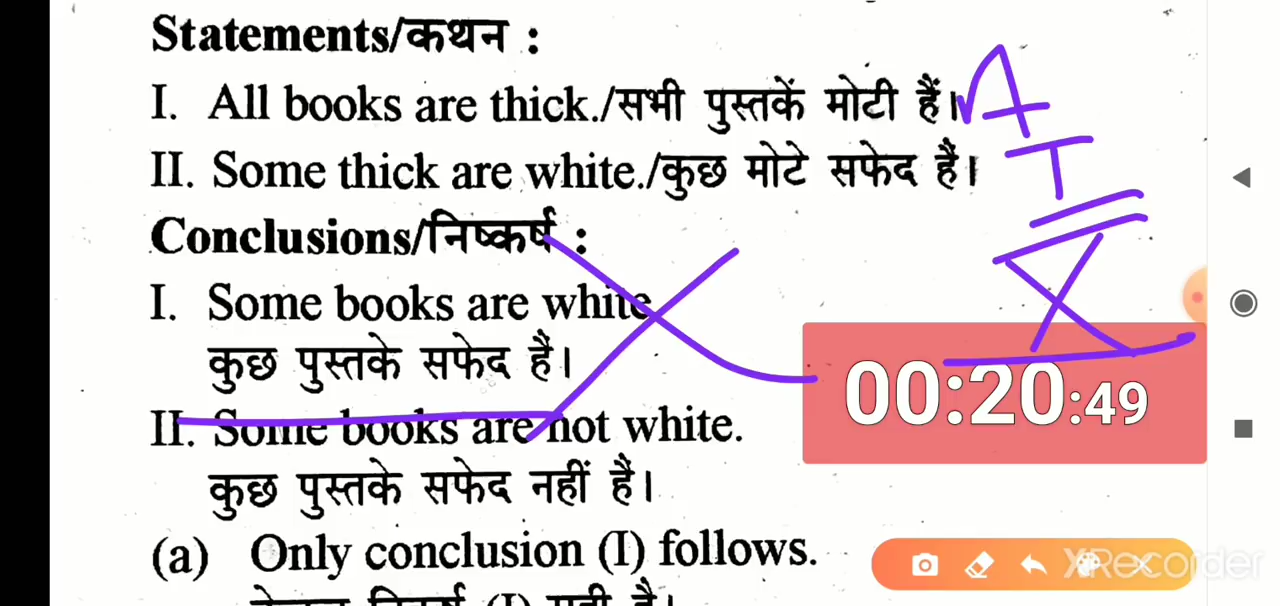 Statements/कथन :
I. All books are thick./सभी पुस्तकें मोटी हैं। A
II. Some thick are white./कुछ मोटे सफेद हैं। I
Conclusions/निष्कर्ष :
I. Some books are white
कुछ पुस्तके सफेद हैं।
00:20:49
II. Some books are not white.
कुछ पुस्तके सफेद नहीं हैं।
(a) Only conclusion (I) follows.
XRecorder